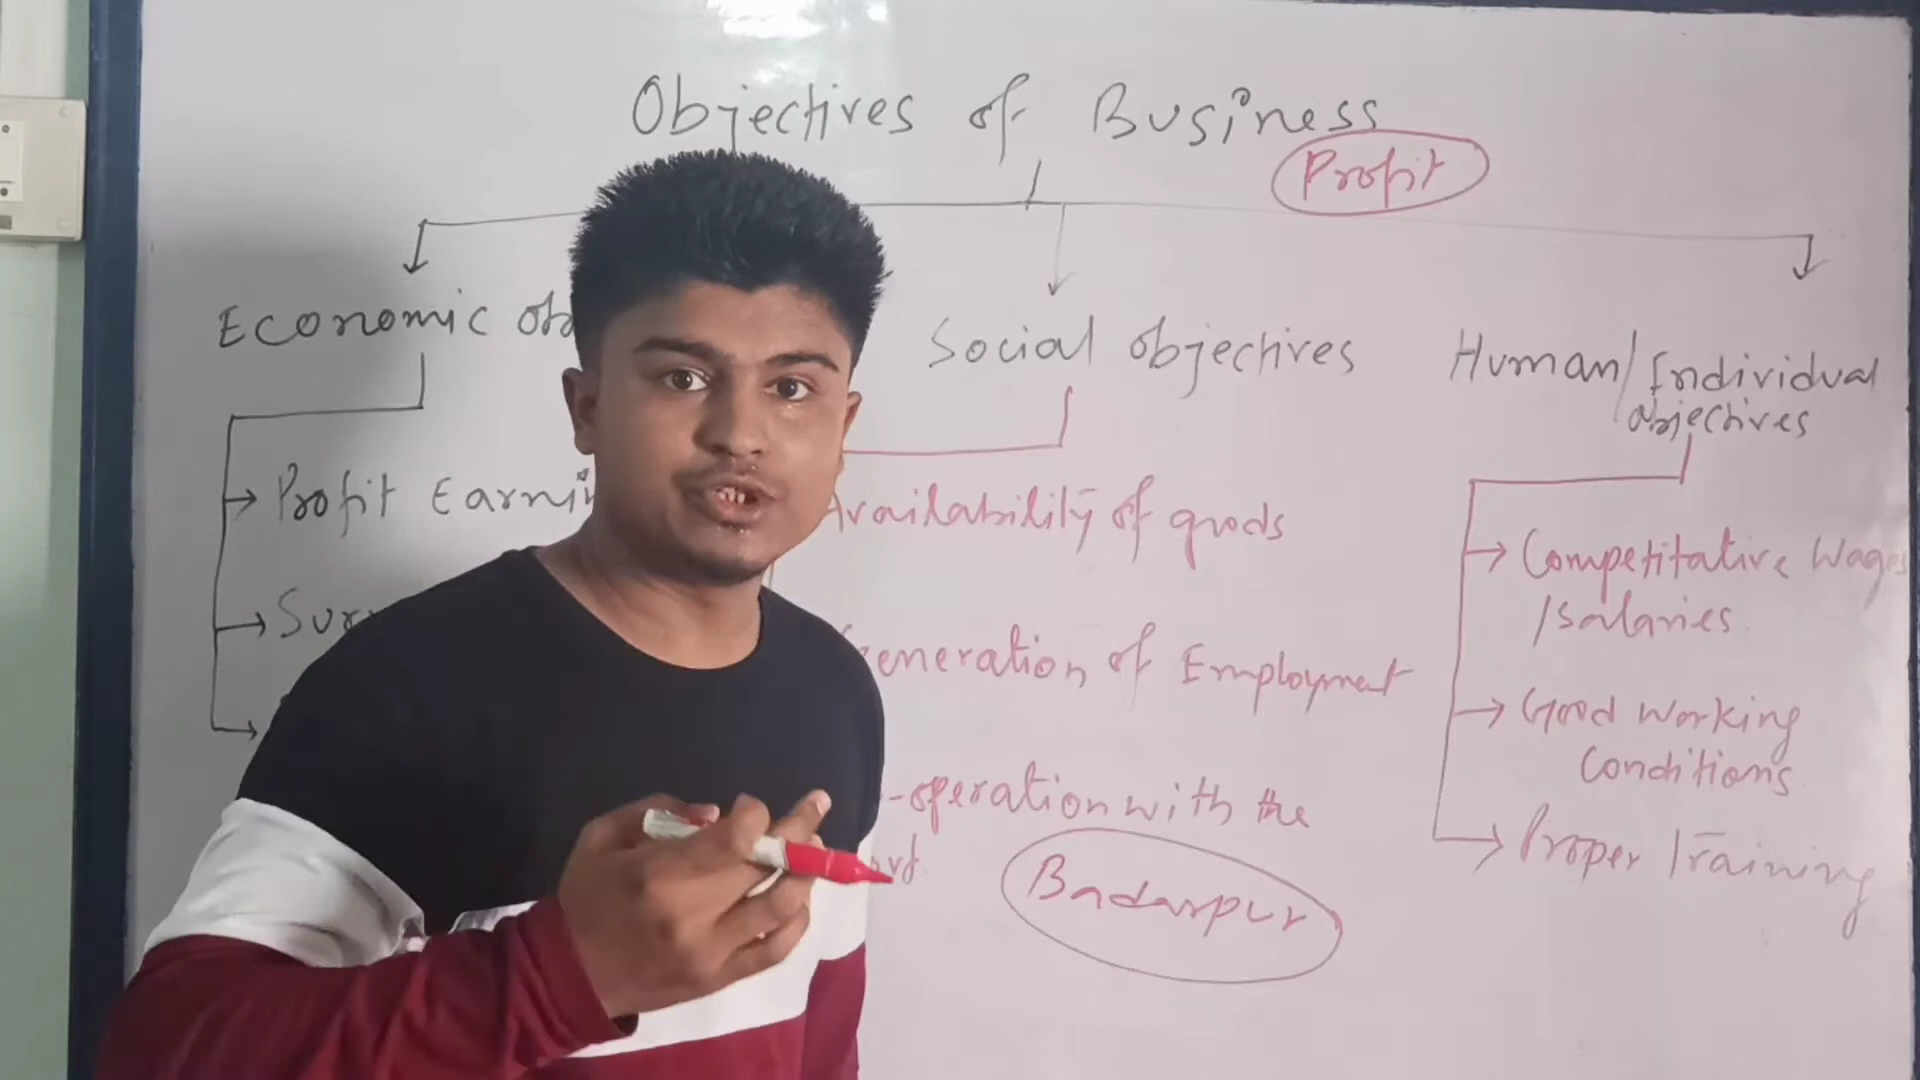 Objectives of Business
Profit
Economic
Social objectives
Human/Individual
objectives
Profit
Availability of goods
Competitative Wages
/Salaries
Generation of Employment
Good Working
Conditions
-operation with the
Proper Training
Badarpur